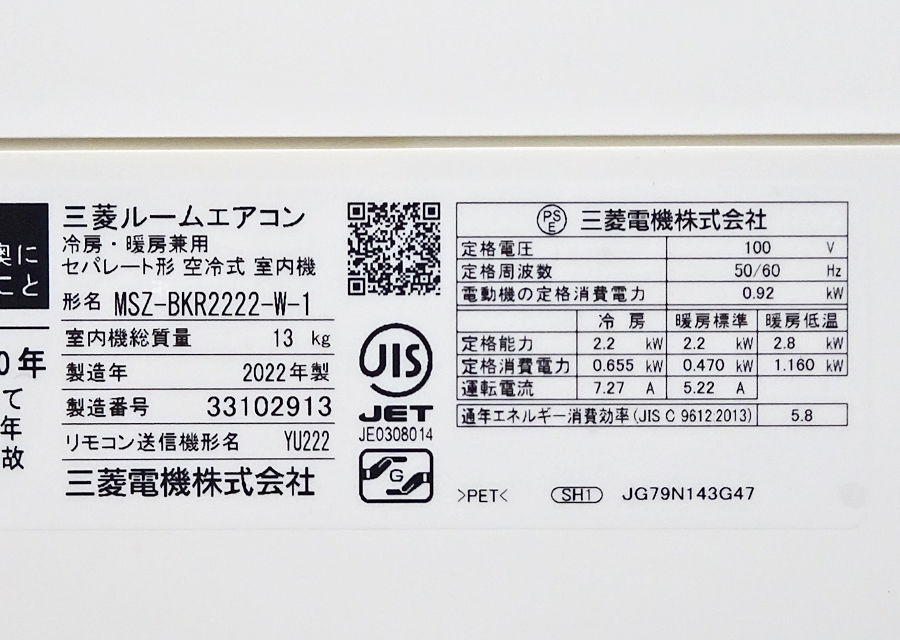 奥に
こと
0年
て
年
故
三菱ルームエアコン
冷房・暖房兼用
セパレート形 空冷式 室内機
形名 MSZ-BKR2222-W-1
室内機総質量 13 kg
製造年 2022年製
製造番号 33102913
リモコン送信機形名 YU222
三菱電機株式会社
JIS
JET
JE0308014
G
PSE 三菱電機株式会社
定格電圧 100 V
定格周波数 50/60 Hz
電動機の定格消費電力 0.92 kW
冷房 暖房標準 暖房低温
定格能力 2.2 kW 2.2 kW 2.8 kW
定格消費電力 0.655 kW 0.470 kW 1.160 kW
運転電流 7.27 A 5.22 A
通年エネルギー消費効率(JIS C 9612:2013) 5.8
>PET< SH1 JG79N143G47